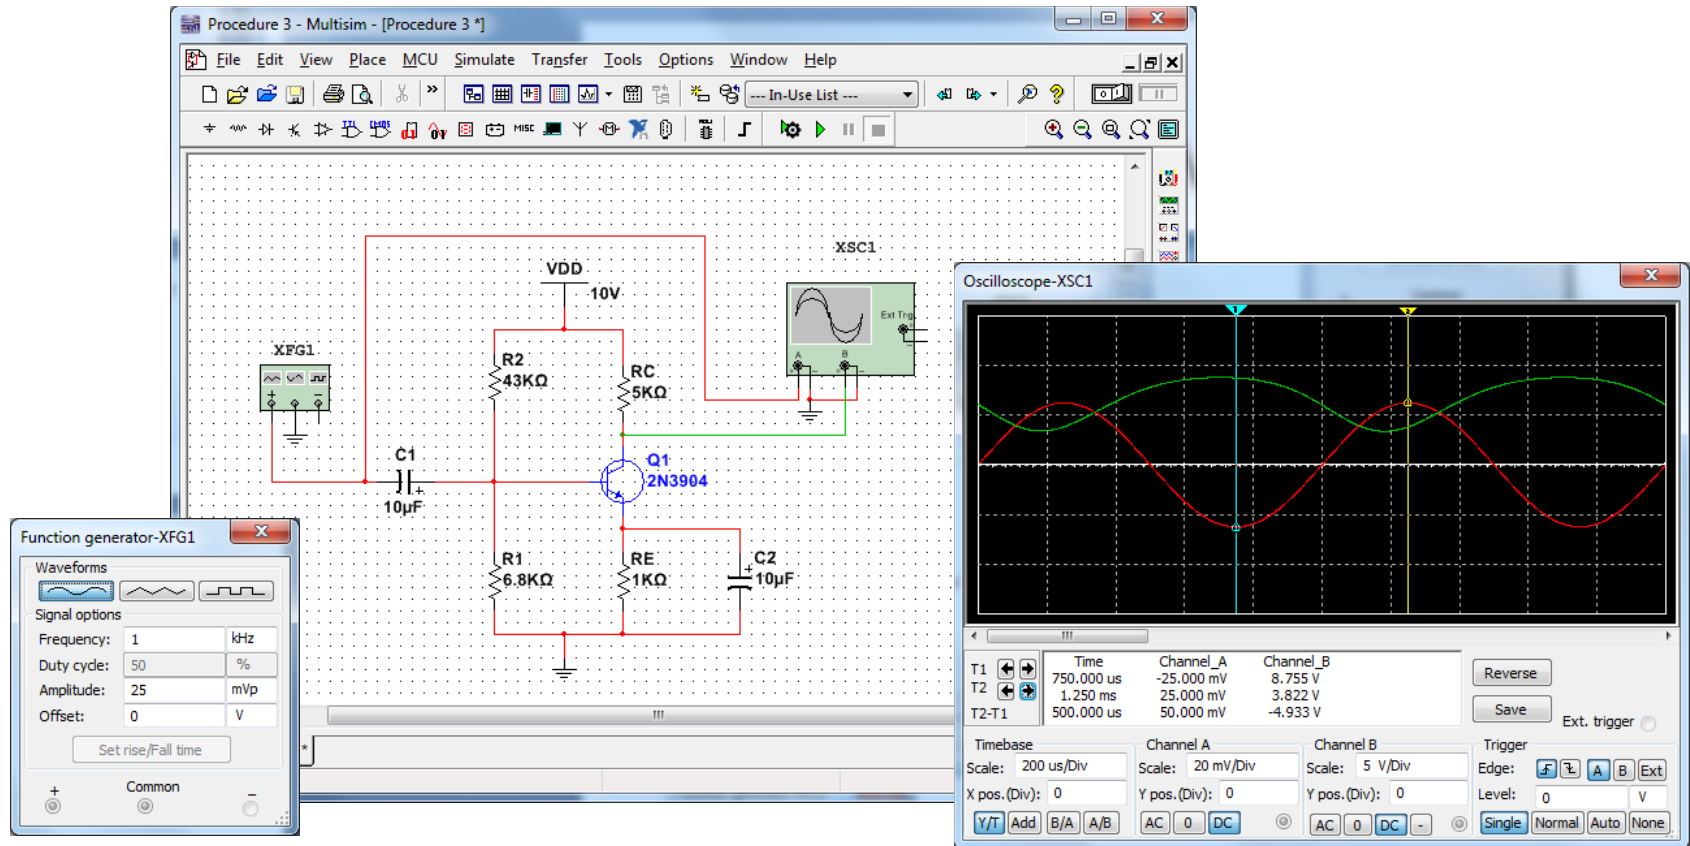 Procedure 3 - Multisim - [Procedure 3 *]
File Edit View Place MCU Simulate Transfer Tools Options Window Help
--- In-Use List ---
MISC
XSC1
VDD
10V
Ext Trig
A B
XFG1
R2
43KΩ
RC
5KΩ
C1
10µF
Q1
2N3904
R1
6.8KΩ
RE
1KΩ
C2
10µF
Function generator-XFG1
Waveforms
Signal options
Frequency: 1 kHz
Duty cycle: 50 %
Amplitude: 25 mVp
Offset: 0 V
Set rise/Fall time
+ Common −
Oscilloscope-XSC1
Time Channel_A Channel_B
T1 750.000 us -25.000 mV 8.755 V
T2 1.250 ms 25.000 mV 3.822 V
T2-T1 500.000 us 50.000 mV -4.933 V
Reverse
Save
Ext. trigger
Timebase Channel A Channel B Trigger
Scale: 200 us/Div Scale: 20 mV/Div Scale: 5 V/Div Edge: A B Ext
X pos.(Div): 0 Y pos.(Div): 0 Y pos.(Div): 0 Level: 0 V
Y/T Add B/A A/B AC 0 DC AC 0 DC - Single Normal Auto None